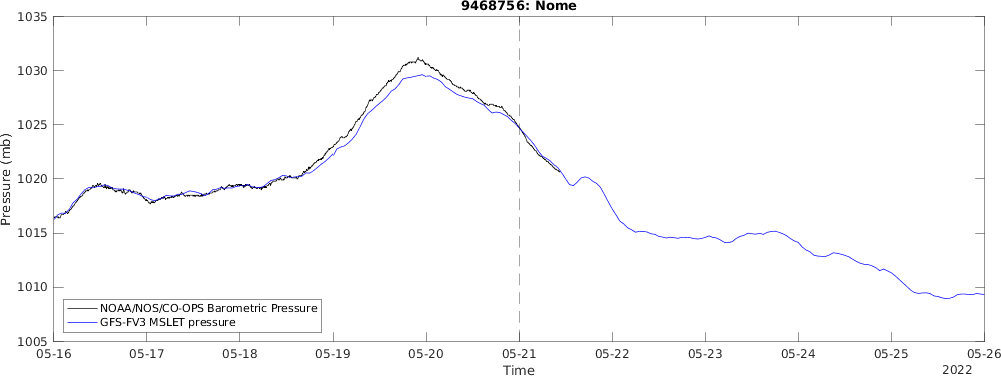 9468756: Nome
1035
1030
1025
1020
1015
1010
1005
Pressure (mb)
NOAA/NOS/CO-OPS Barometric Pressure
GFS-FV3 MSLET pressure
05-16 05-17 05-18 05-19 05-20 05-21 05-22 05-23 05-24 05-25 05-26
Time
2022